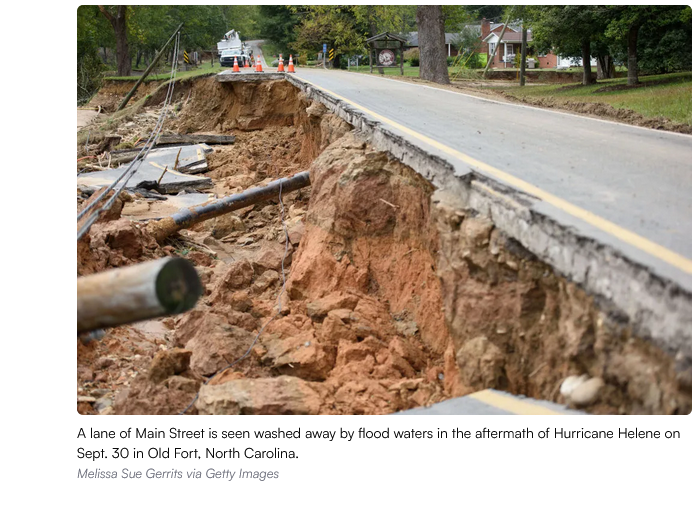 A lane of Main Street is seen washed away by flood waters in the aftermath of Hurricane Helene on
Sept. 30 in Old Fort, North Carolina.
Melissa Sue Gerrits via Getty Images